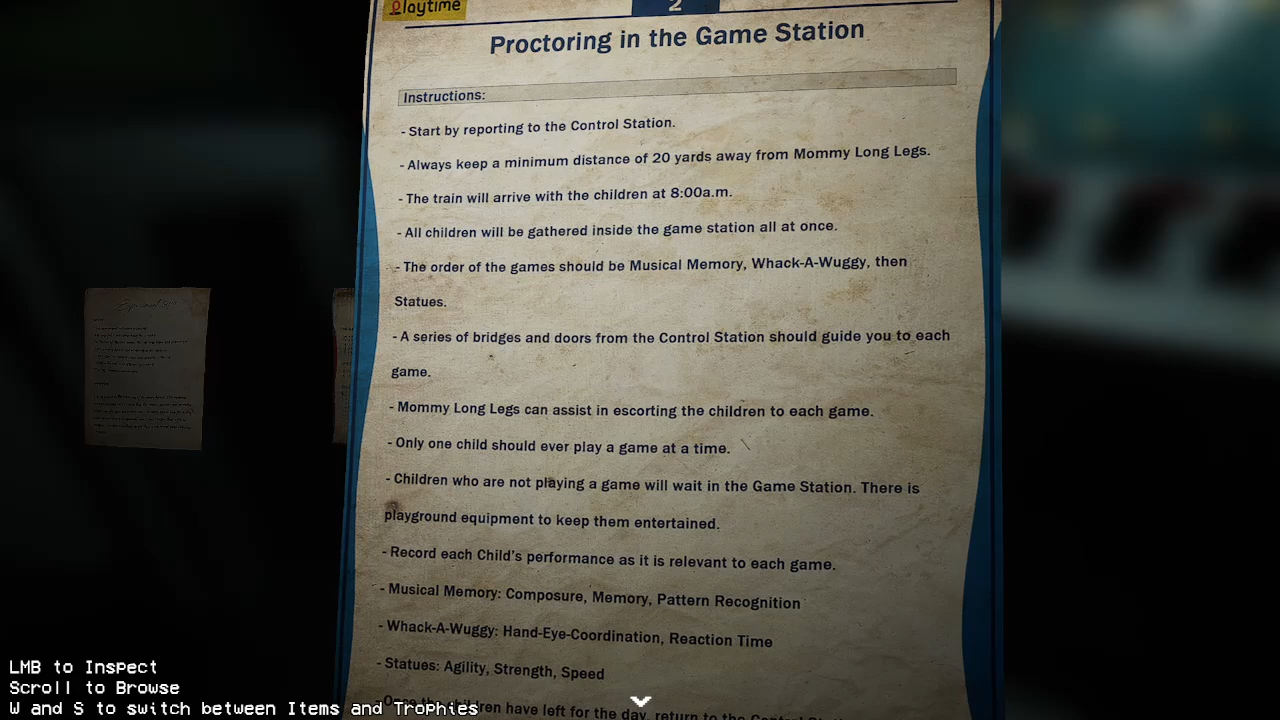 Playtime
2
Proctoring in the Game Station
Instructions:
- Start by reporting to the Control Station.
- Always keep a minimum distance of 20 yards away from Mommy Long Legs.
- The train will arrive with the children at 8:00a.m.
- All children will be gathered inside the game station all at once.
- The order of the games should be Musical Memory, Whack-A-Wuggy, then
Statues.
- A series of bridges and doors from the Control Station should guide you to each
game.
- Mommy Long Legs can assist in escorting the children to each game.
- Only one child should ever play a game at a time.
- Children who are not playing a game will wait in the Game Station. There is
playground equipment to keep them entertained.
- Record each Child's performance as it is relevant to each game.
- Musical Memory: Composure, Memory, Pattern Recognition
- Whack-A-Wuggy: Hand-Eye-Coordination, Reaction Time
- Statues: Agility, Strength, Speed
have left for the day, return to the
LMB to Inspect
Scroll to Browse
W and S to switch between Items and Trophies